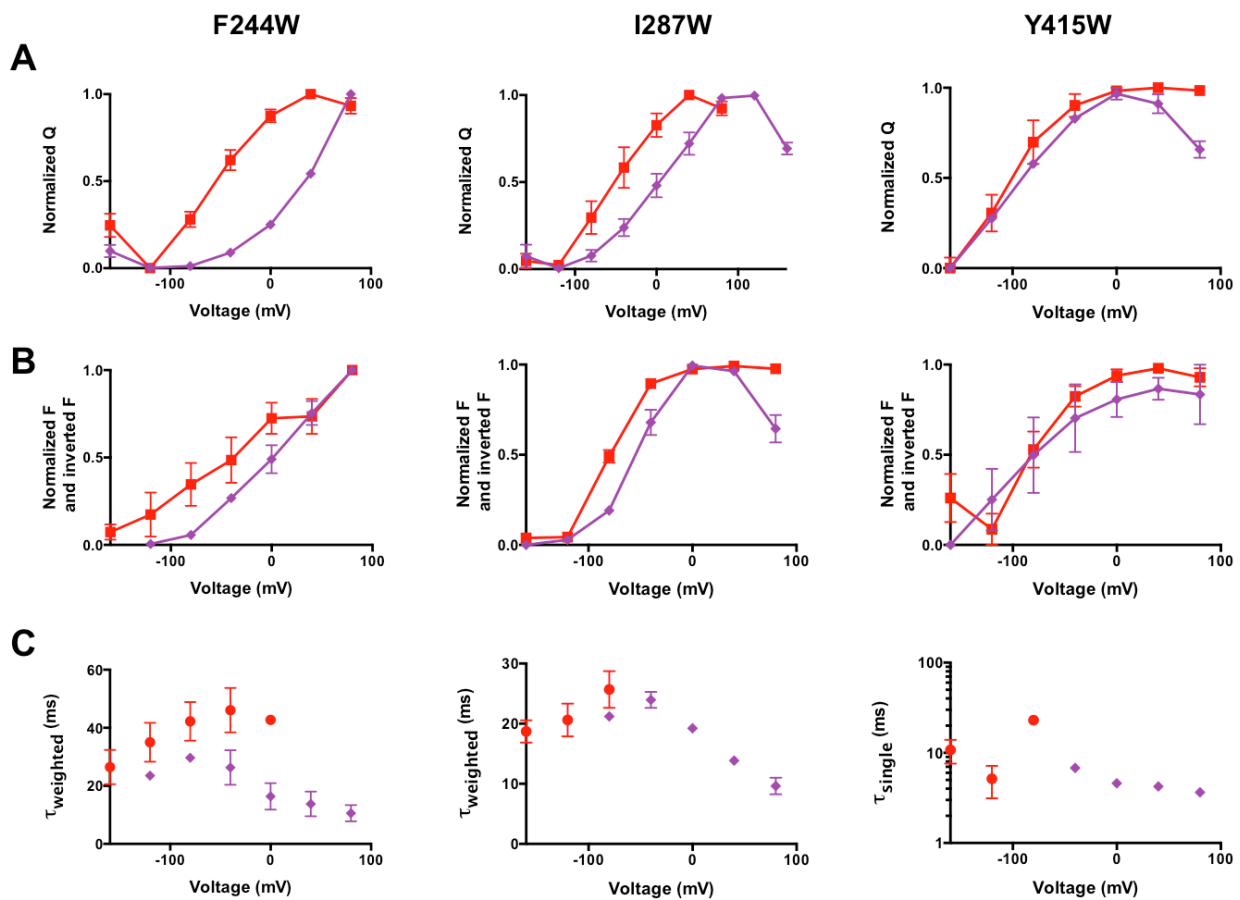 F244W
I287W
Y415W
A
Normalized Q
1.0
0.5
0.0
-100
0
100
Voltage (mV)
Normalized Q
1.0
0.5
0.0
-100
0
100
Voltage (mV)
Normalized Q
1.0
0.5
0.0
-100
0
100
Voltage (mV)
B
Normalized F
and inverted F
1.0
0.5
0.0
-100
0
100
Voltage (mV)
Normalized F
and inverted F
1.0
0.5
0.0
-100
0
100
Voltage (mV)
Normalized F
and inverted F
1.0
0.5
0.0
-100
0
100
Voltage (mV)
C
τweighted (ms)
60
40
20
0
-100
0
100
Voltage (mV)
τweighted (ms)
30
20
10
0
-100
0
100
Voltage (mV)
τsingle (ms)
100
10
1
-100
0
100
Voltage (mV)